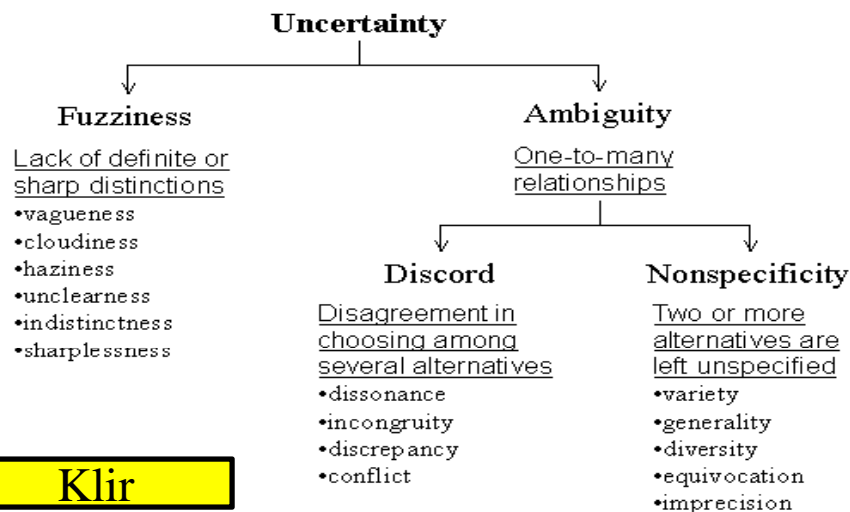 Uncertainty
Fuzziness
Lack of definite or
sharp distinctions
•vagueness
•cloudiness
•haziness
•unclearness
•indistinctness
•sharplessness
Ambiguity
One-to-many
relationships
Discord
Disagreement in
choosing among
several alternatives
•dissonance
•incongruity
•discrepancy
•conflict
Nonspecificity
Two or more
alternatives are
left unspecified
•variety
•generality
•diversity
•equivocation
•imprecision
Klir